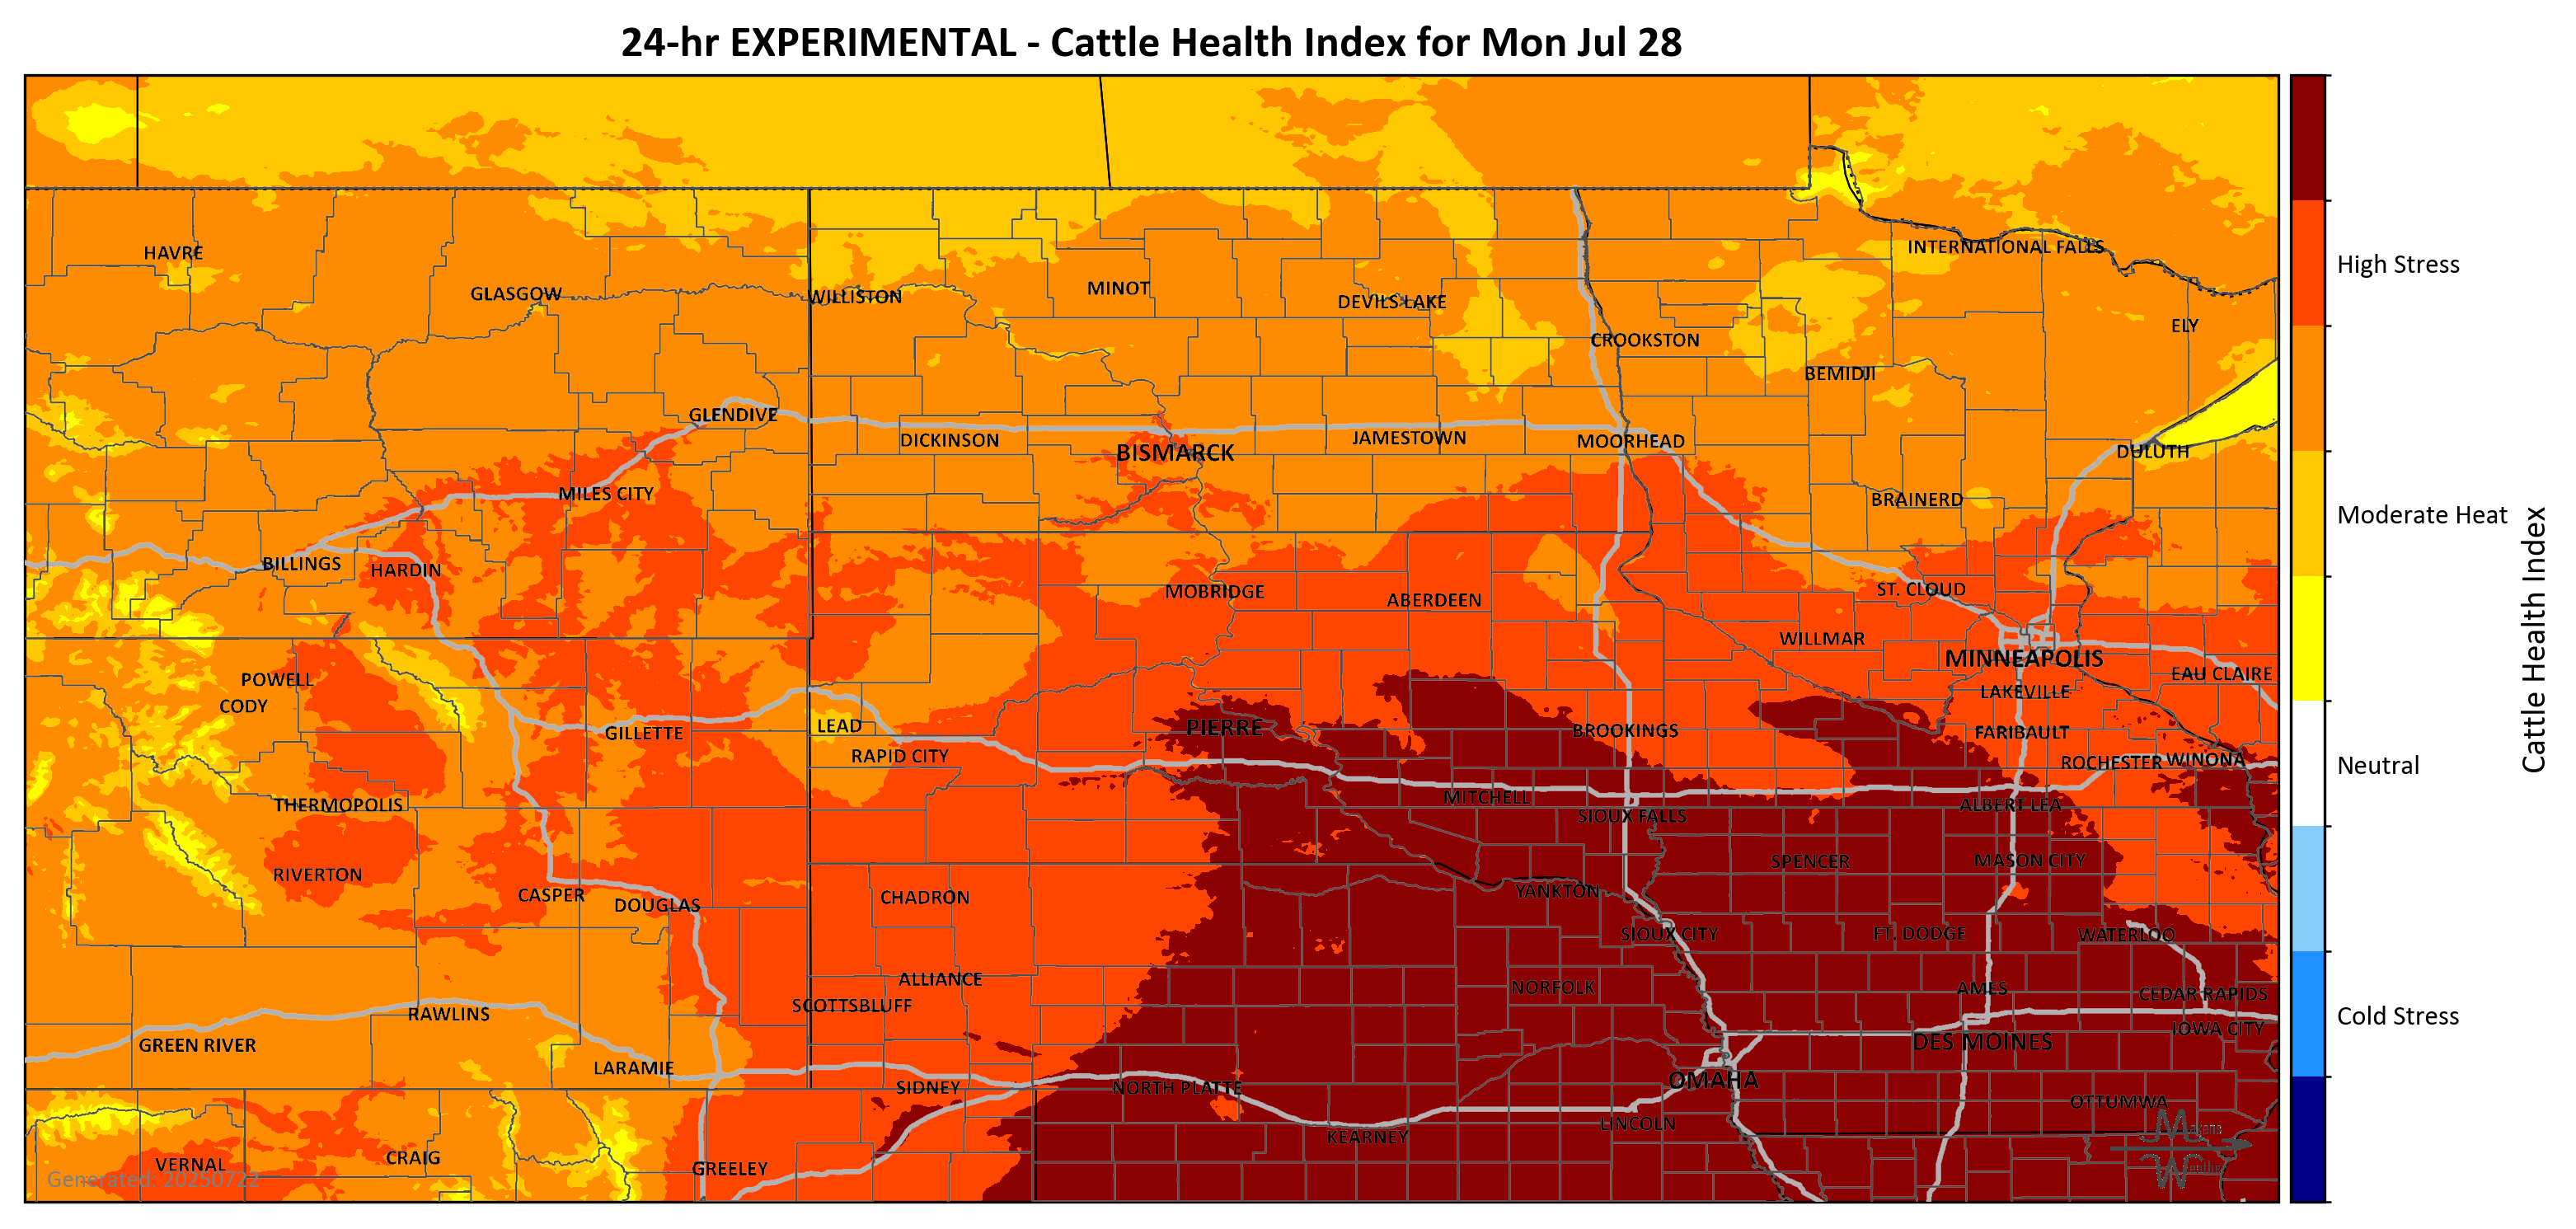 24-hr EXPERIMENTAL - Cattle Health Index for Mon Jul 28
HAVRE
INTERNATIONAL FALLS
High Stress
GLASGOW
WILLISTON
MINOT
DEVILS LAKE
ELY
CROOKSTON
BEMIDJI
GLENDIVE
DICKINSON
BISMARCK
JAMESTOWN
MOORHEAD
DULUTH
MILES CITY
BRAINERD
Moderate Heat
BILLINGS
HARDIN
MOBRIDGE
ABERDEEN
ST. CLOUD
WILLMAR
MINNEAPOLIS
Cattle Health Index
POWELL
EAU CLAIRE
CODY
LAKEVILLE
GILLETTE
LEAD
PIERRE
BROOKINGS
FARIBAULT
RAPID CITY
ROCHESTER
WINONA
Neutral
THERMOPOLIS
MITCHELL
SIOUX FALLS
ALBERT LEA
RIVERTON
SPENCER
MASON CITY
CASPER
DOUGLAS
CHADRON
YANKTON
SIOUX CITY
FT. DODGE
WATERLOO
ALLIANCE
NORFOLK
AMES
CEDAR RAPIDS
SCOTTSBLUFF
RAWLINS
Cold Stress
GREEN RIVER
DES MOINES
IOWA CITY
LARAMIE
SIDNEY
NORTH PLATTE
OMAHA
OTTUMWA
LINCOLN
KEARNEY
VERNAL
CRAIG
GREELEY
Generated: 20250722